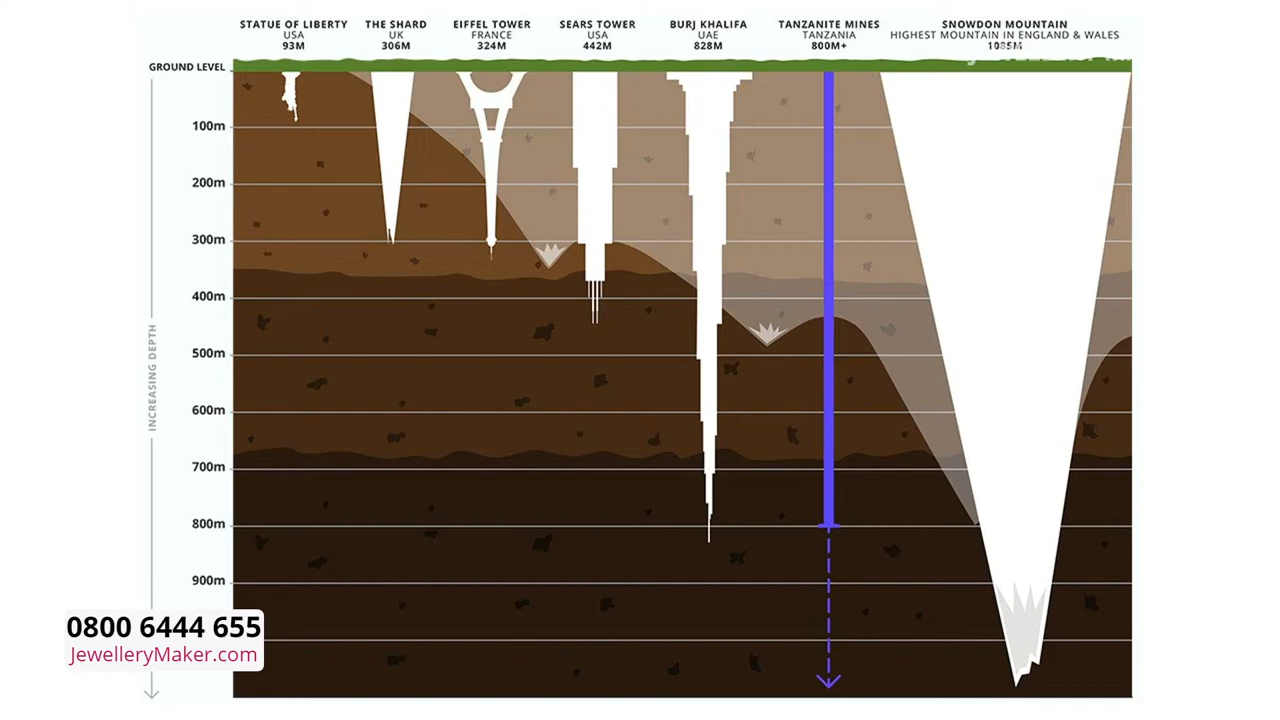 STATUE OF LIBERTY
USA
93M
THE SHARD
UK
306M
EIFFEL TOWER
FRANCE
324M
SEARS TOWER
USA
442M
BURJ KHALIFA
UAE
828M
TANZANITE MINES
TANZANIA
800M+
SNOWDON MOUNTAIN
HIGHEST MOUNTAIN IN ENGLAND & WALES
1085M
GROUND LEVEL
100m
200m
300m
400m
500m
600m
700m
800m
900m
INCREASING DEPTH
0800 6444 655
JewelleryMaker.com